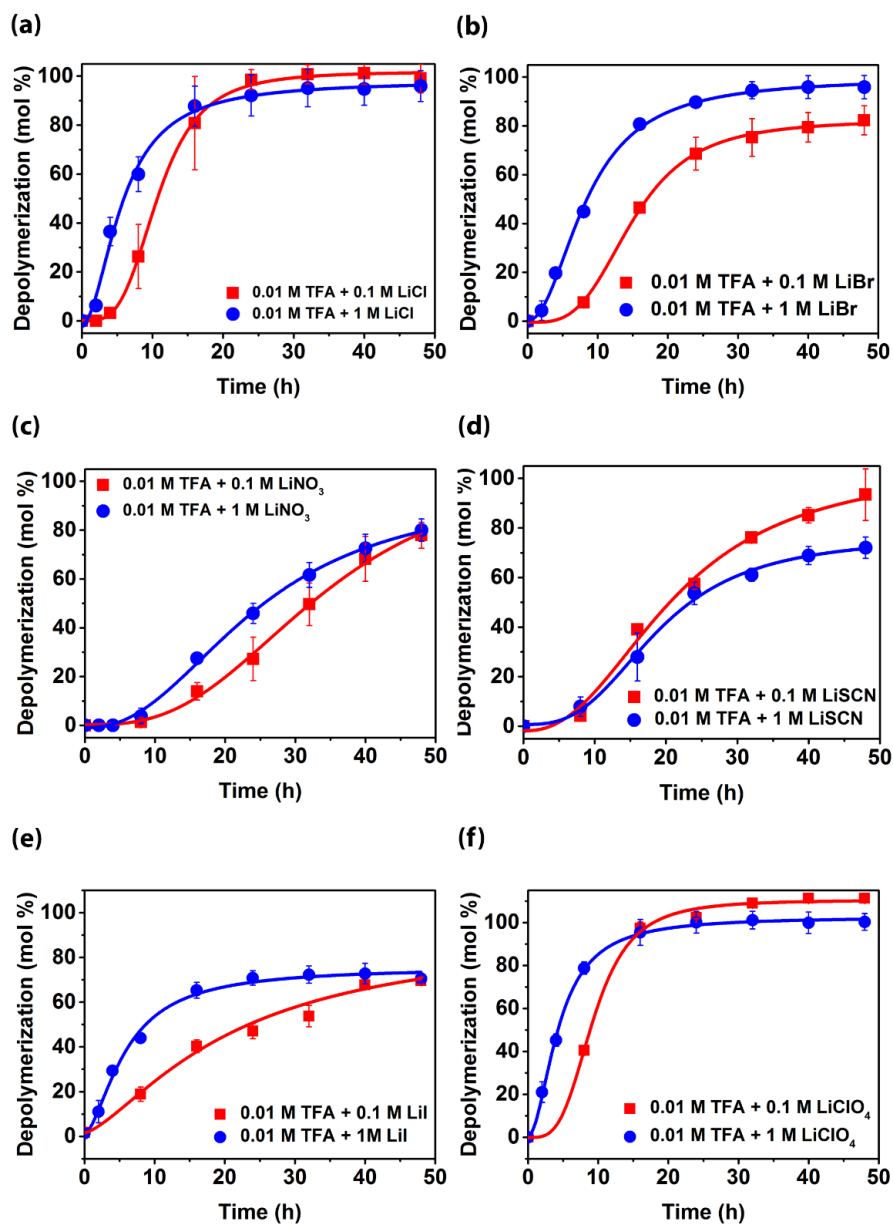 (a)
Depolymerization (mol %)
100
80
60
40
20
0
0.01 M TFA + 0.1 M LiCl
0.01 M TFA + 1 M LiCl
0 10 20 30 40 50
Time (h)
(b)
Depolymerization (mol %)
100
80
60
40
20
0
0.01 M TFA + 0.1 M LiBr
0.01 M TFA + 1 M LiBr
0 10 20 30 40 50
Time (h)
(c)
Depolymerization (mol %)
100
80
60
40
20
0
0.01 M TFA + 0.1 M LiNO₃
0.01 M TFA + 1 M LiNO₃
0 10 20 30 40 50
Time (h)
(d)
Depolymerization (mol %)
100
80
60
40
20
0
0.01 M TFA + 0.1 M LiSCN
0.01 M TFA + 1 M LiSCN
0 10 20 30 40 50
Time (h)
(e)
Depolymerization (mol %)
100
80
60
40
20
0
0.01 M TFA + 0.1 M LiI
0.01 M TFA + 1M LiI
0 10 20 30 40 50
Time (h)
(f)
Depolymerization (mol %)
110
100
90
80
70
60
50
40
30
20
10
0
0.01 M TFA + 0.1 M LiClO₄
0.01 M TFA + 1 M LiClO₄
0 10 20 30 40 50
Time (h)